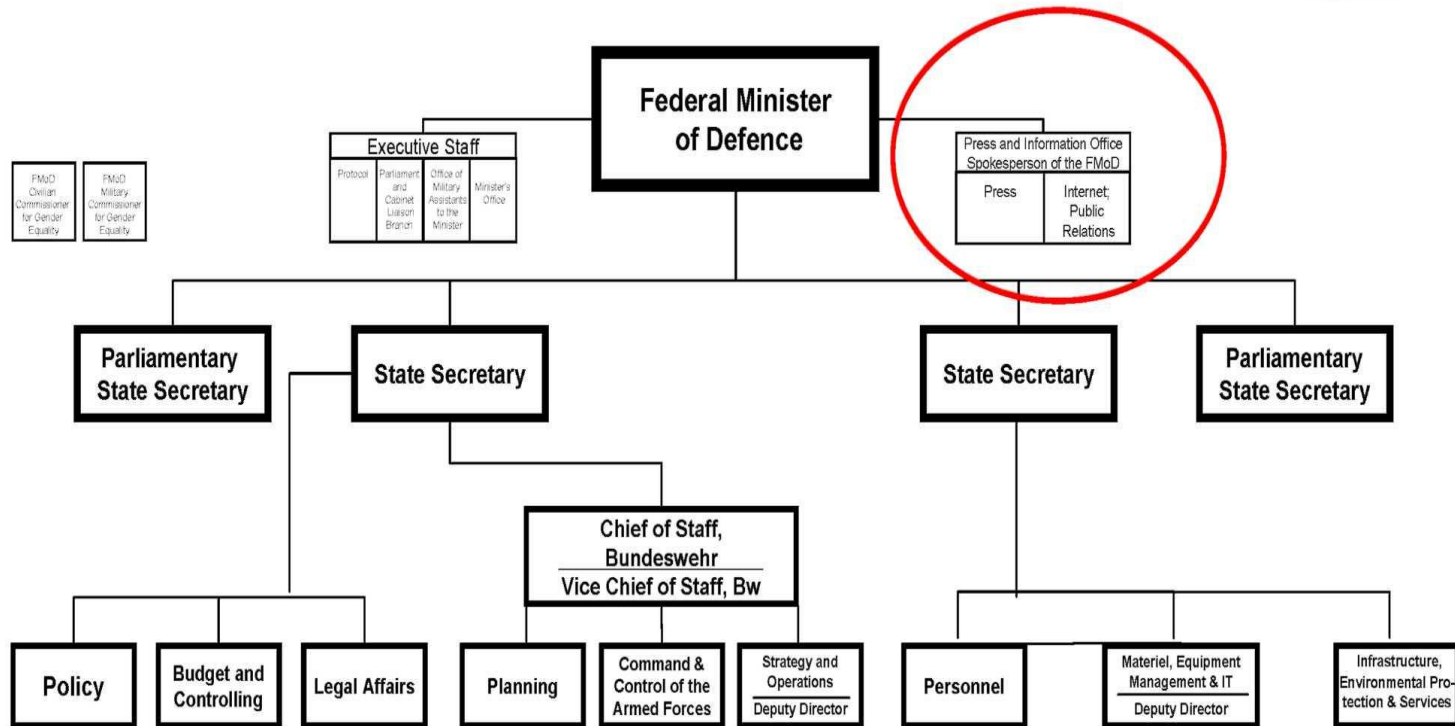 Federal Minister
of Defence
Executive Staff
Protocol
Parliament
and
Cabinet
Liaison
Branch
Office of
Military
Assistants
to the
Minister
Minister's
Office
Press and Information Office
Spokesperson of the FMoD
Press
Internet;
Public
Relations
FMoD
Civilian
Commissioner
for Gender
Equality
FMoD
Military
Commissioner
for Gender
Equality
Parliamentary
State Secretary
State Secretary
State Secretary
Parliamentary
State Secretary
Chief of Staff,
Bundeswehr
Vice Chief of Staff, Bw
Policy
Budget and
Controlling
Legal Affairs
Planning
Command &
Control of the
Armed Forces
Strategy and
Operations
Deputy Director
Personnel
Materiel, Equipment
Management & IT
Deputy Director
Infrastructure,
Environmental Pro-
tection & Services